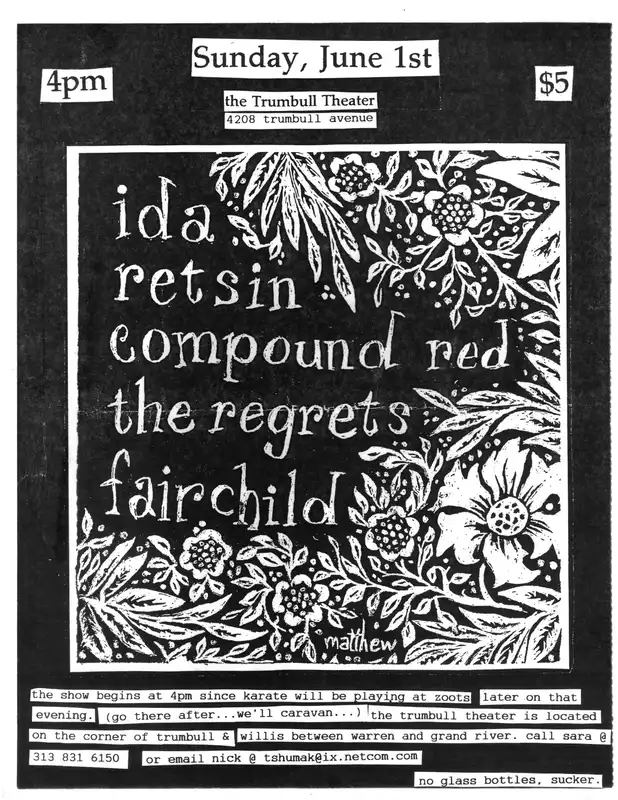 Sunday, June 1st
4pm
$5
the Trumbull Theater
4208 trumbull avenue
ida
retsin
compound red
the regrets
fairchild
matthew
the show begins at 4pm since karate will be playing at zoots later on that
evening. (go there after...we'll caravan...) the trumbull theater is located
on the corner of trumbull & willis between warren and grand river. call sara @
313 831 6150 or email nick @ tshumak@ix.netcom.com
no glass bottles, sucker.